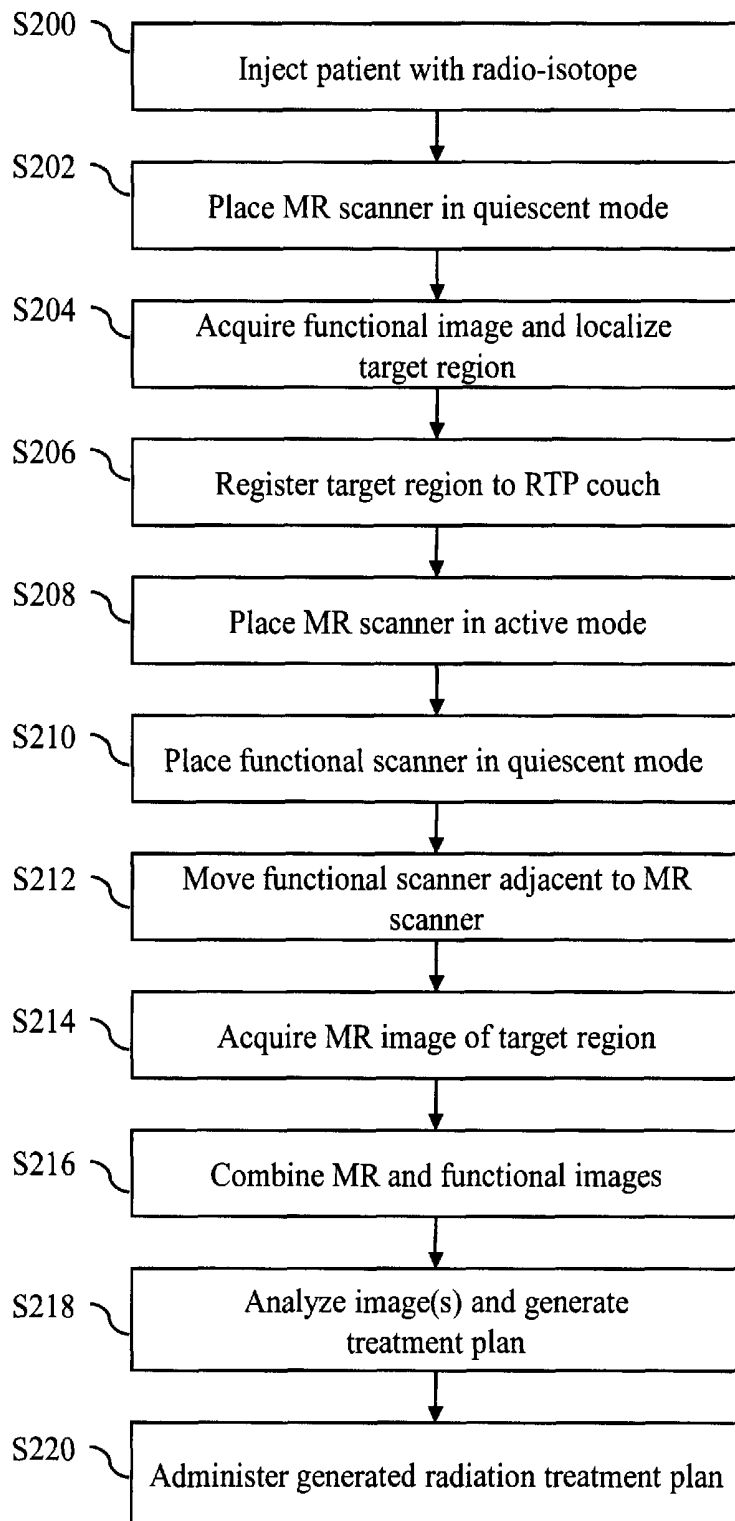 S200
Inject patient with radio-isotope
S202
Place MR scanner in quiescent mode
S204
Acquire functional image and localize
target region
S206
Register target region to RTP couch
S208
Place MR scanner in active mode
S210
Place functional scanner in quiescent mode
S212
Move functional scanner adjacent to MR
scanner
S214
Acquire MR image of target region
S216
Combine MR and functional images
S218
Analyze image(s) and generate
treatment plan
S220
Administer generated radiation treatment plan